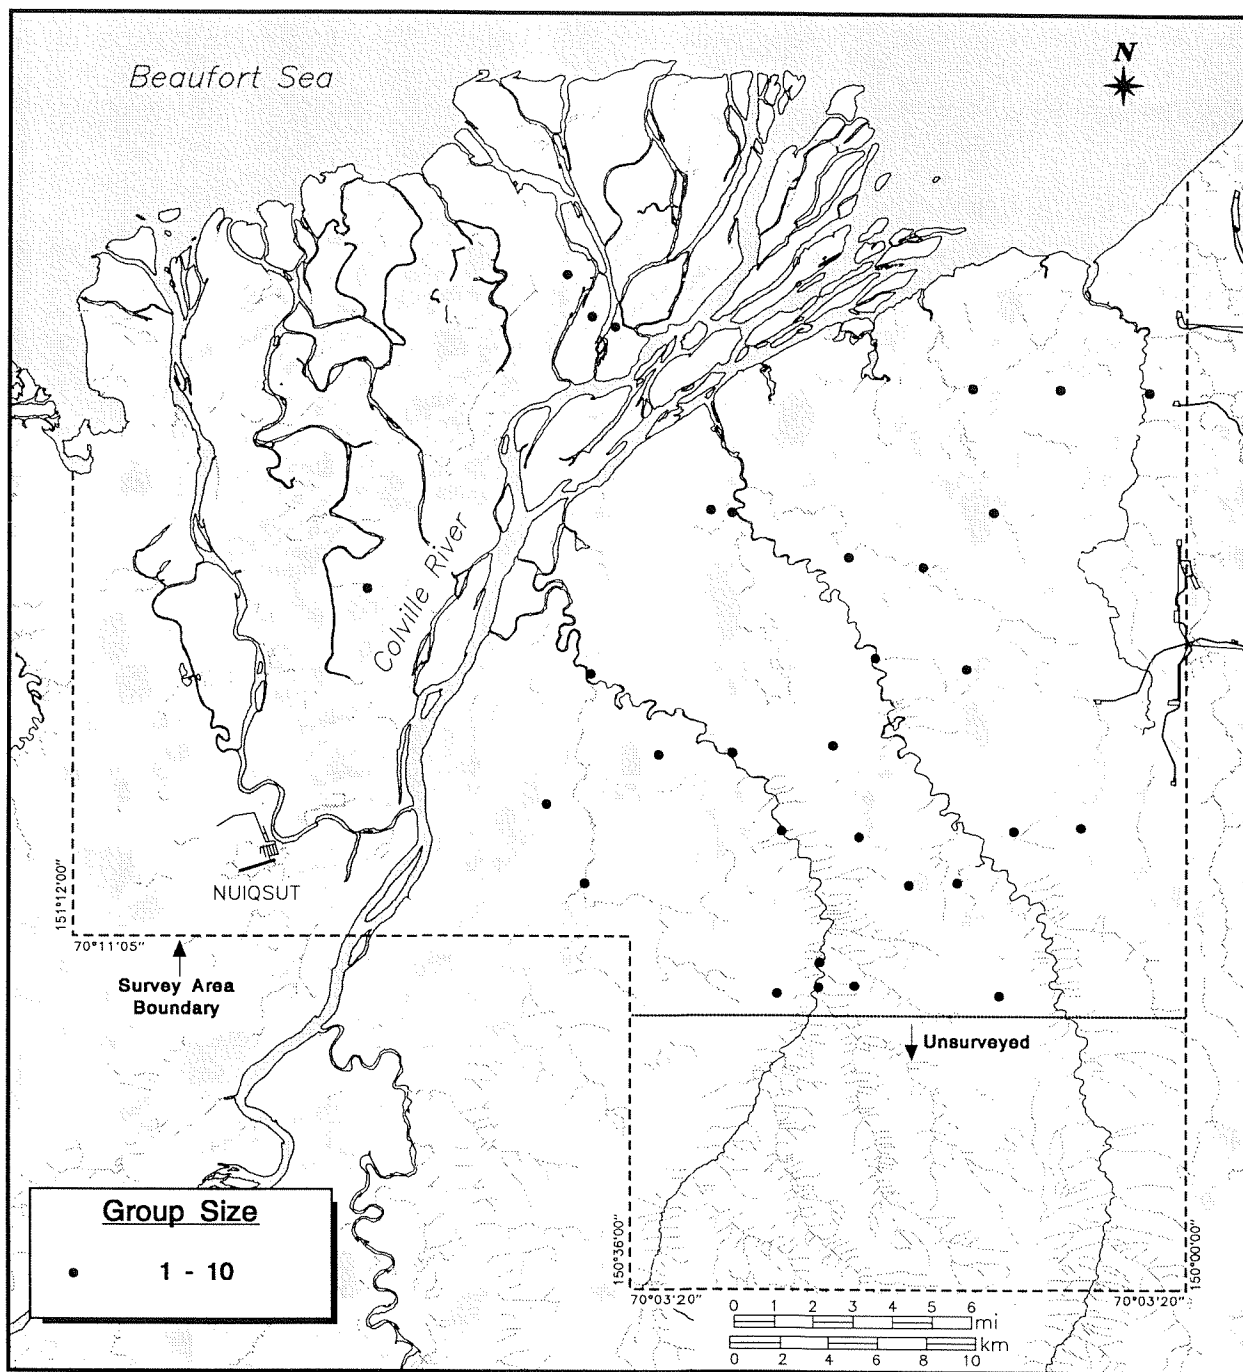 Beaufort Sea
N
Colville River
NUIQSUT
151°12'00"
70°11'05"
Survey Area
Boundary
Unsurveyed
Group Size
1 - 10
150°36'00"
150°00'00"
70°03'20"
70°03'20"
0 1 2 3 4 5 6
mi
km
0 2 4 6 8 10